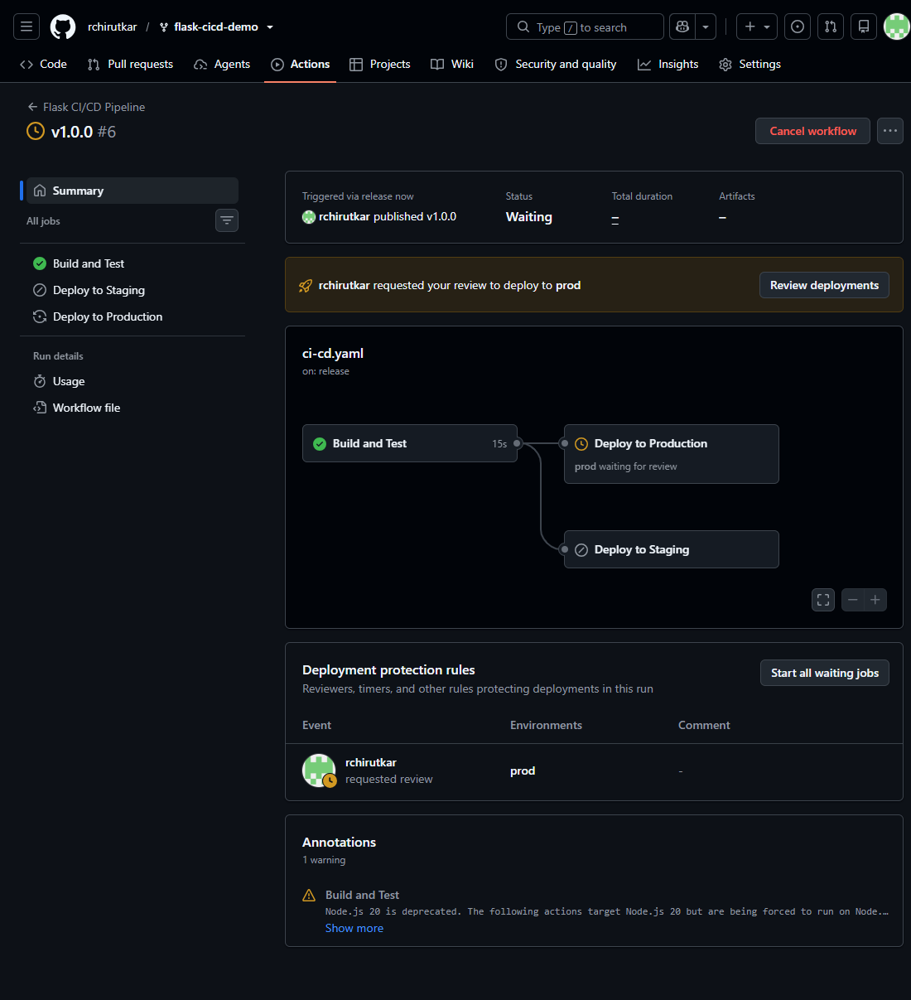 rchirutkar / flask-cicd-demo
Type / to search
Code Pull requests Agents Actions Projects Wiki Security and quality Insights Settings
Flask CI/CD Pipeline
v1.0.0 #6
Cancel workflow
Summary
All jobs
Build and Test
Deploy to Staging
Deploy to Production
Run details
Usage
Workflow file
Triggered via release now
rchirutkar published v1.0.0
Status
Waiting
Total duration
–
Artifacts
–
rchirutkar requested your review to deploy to prod
Review deployments
ci-cd.yaml
on: release
Build and Test 15s
Deploy to Production
prod waiting for review
Deploy to Staging
Deployment protection rules
Reviewers, timers, and other rules protecting deployments in this run
Start all waiting jobs
Event Environments Comment
rchirutkar
requested review
prod
-
Annotations
1 warning
Build and Test
Node.js 20 is deprecated. The following actions target Node.js 20 but are being forced to run on Node.…
Show more